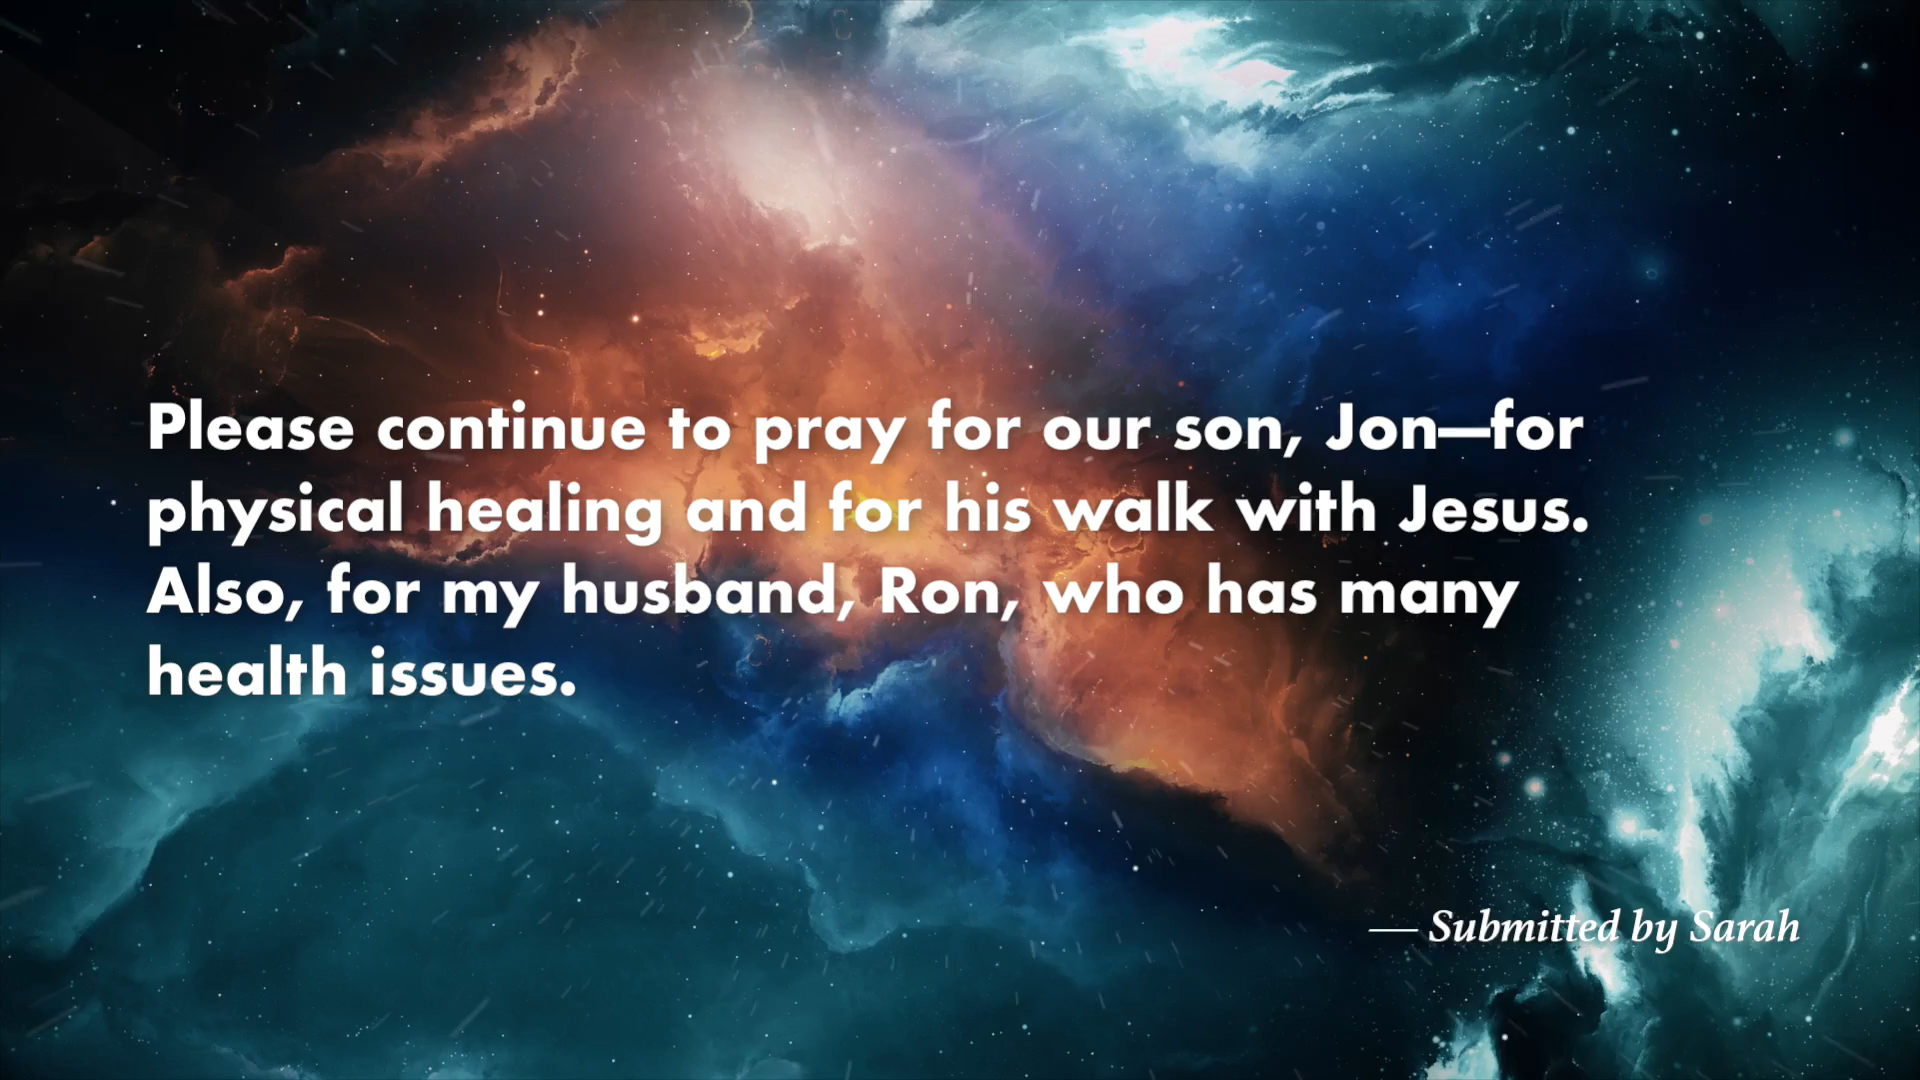 Please continue to pray for our son, Jon—for
physical healing and for his walk with Jesus.
Also, for my husband, Ron, who has many
health issues.
— Submitted by Sarah